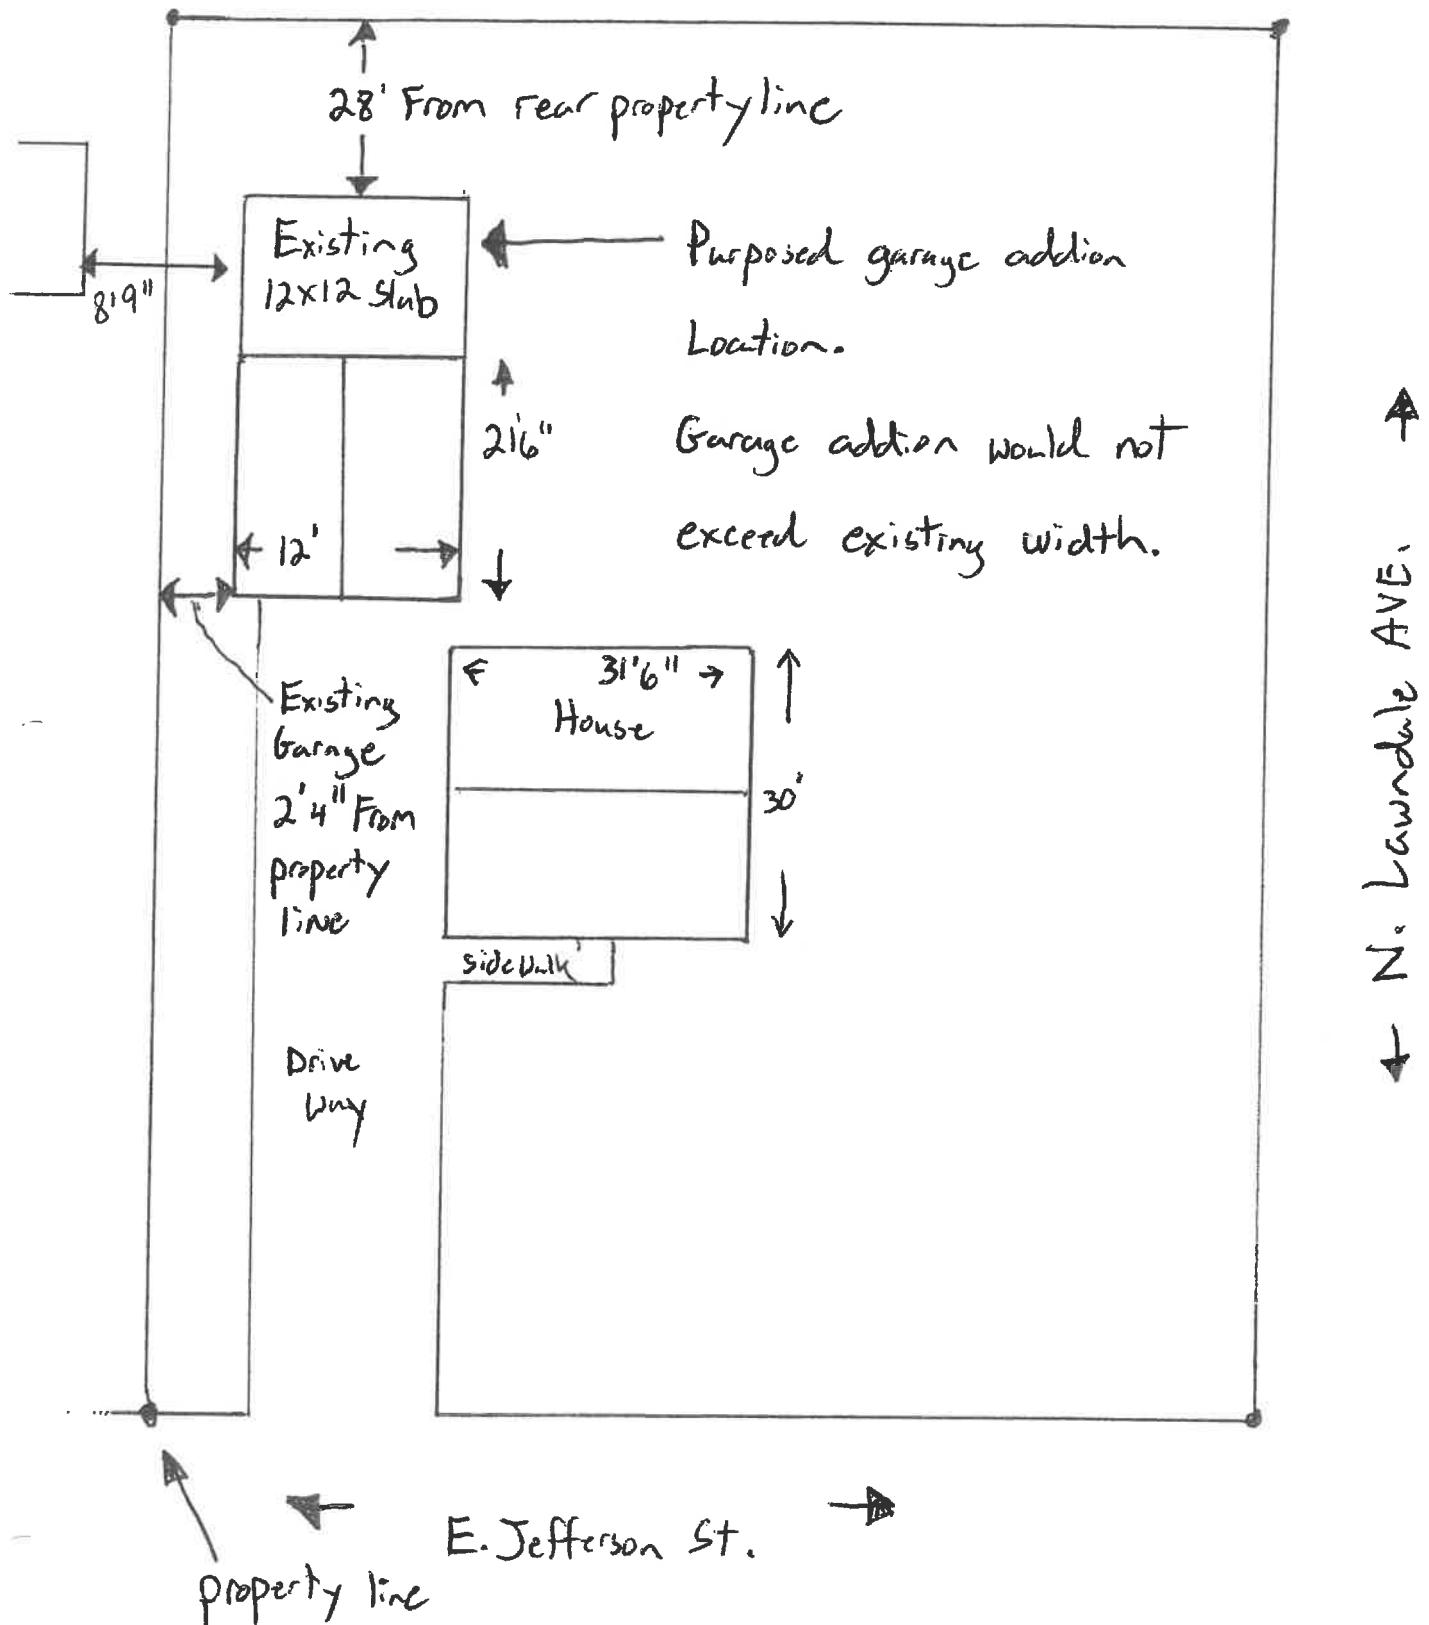 28' From rear property line
Existing
12x12 Slab
8'9"
Purposed garage addion
Location.
21'6"
Garage addion would not
exceed existing width.
12'
N. Lawndale AVE.
31'6"
House
30'
Existing
Garage
2'4" From
property
line
sidewalk
Drive
Way
E. Jefferson St.
property line